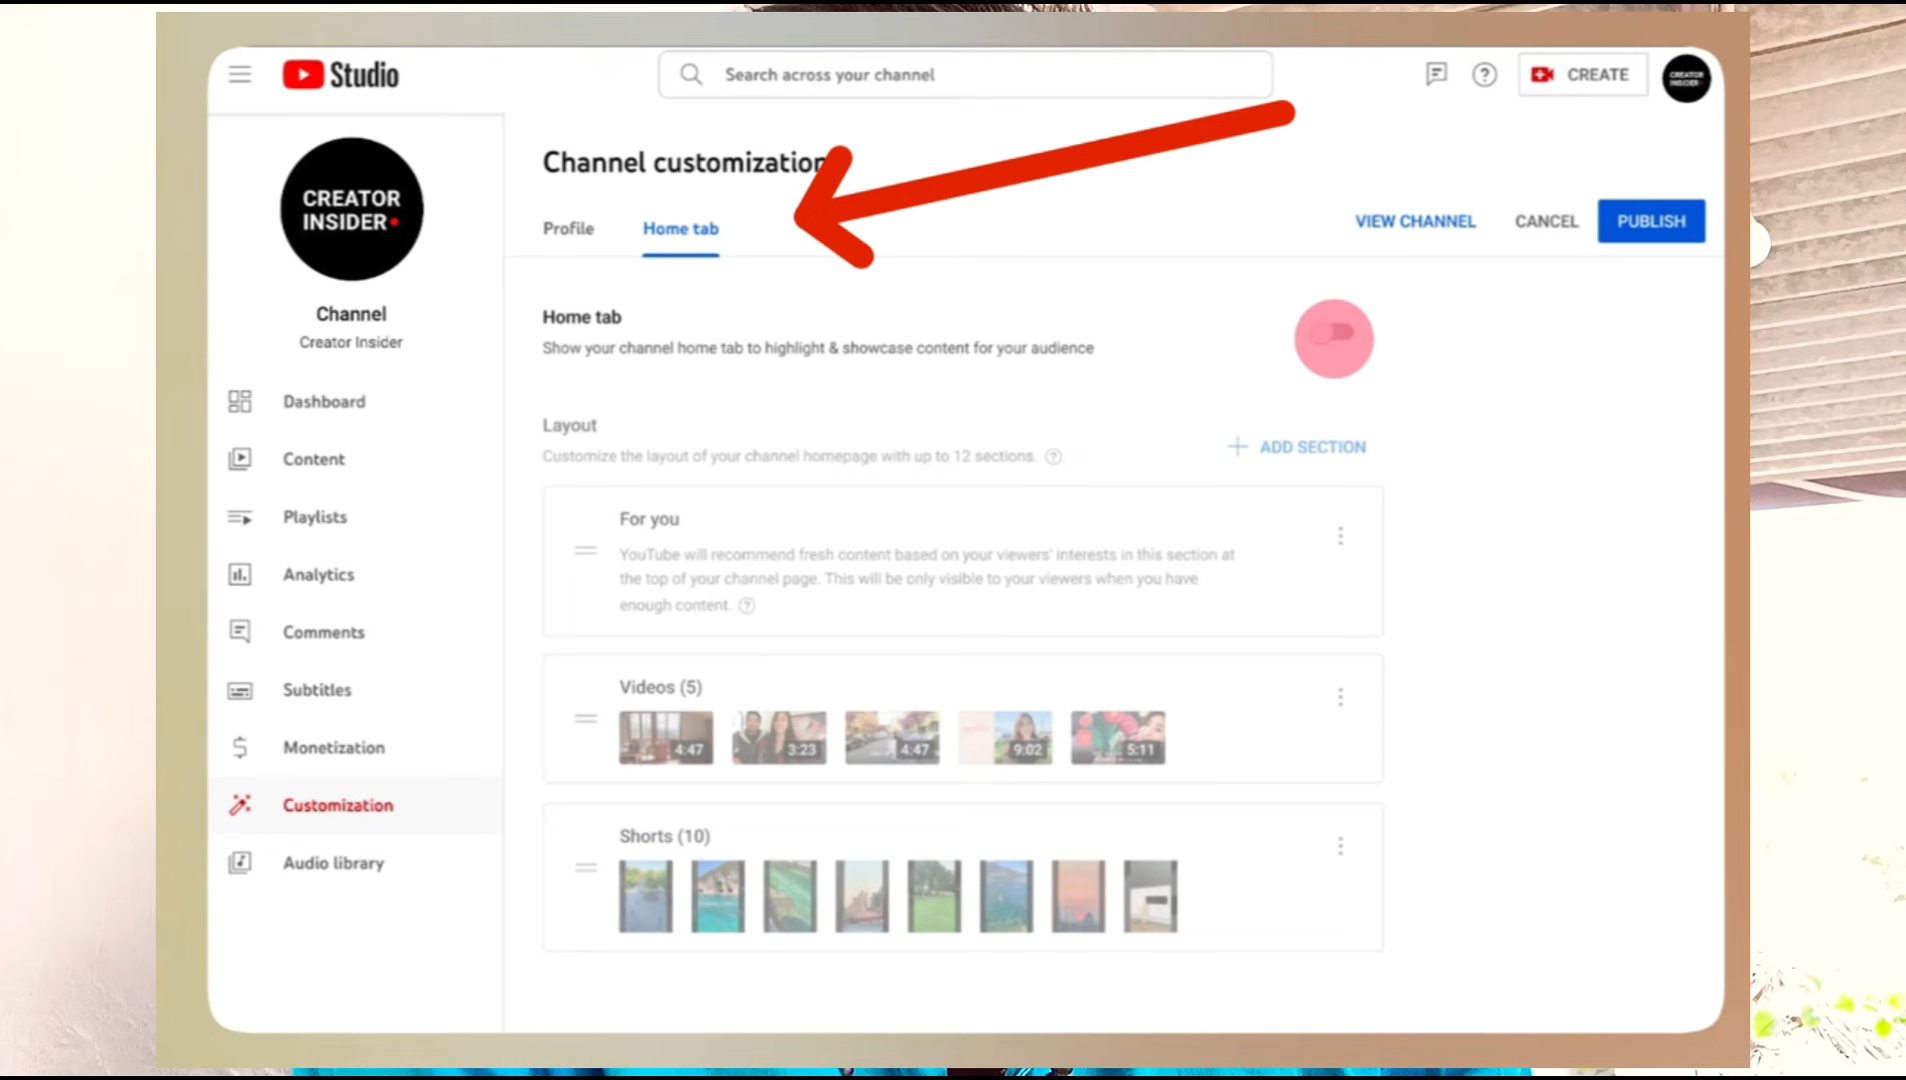 Studio
Search across your channel
CREATE
CREATOR
INSIDER
CREATOR
INSIDER
Channel
Creator Insider
Dashboard
Content
Playlists
Analytics
Comments
Subtitles
Monetization
Customization
Audio library
Channel customization
Profile
Home tab
VIEW CHANNEL
CANCEL
PUBLISH
Home tab
Show your channel home tab to highlight & showcase content for your audience
Layout
Customize the layout of your channel homepage with up to 12 sections.
ADD SECTION
For you
YouTube will recommend fresh content based on your viewers' interests in this section at
the top of your channel page. This will be only visible to your viewers when you have
enough content.
Videos (5)
4:47
3:23
4:47
9:02
5:11
Shorts (10)